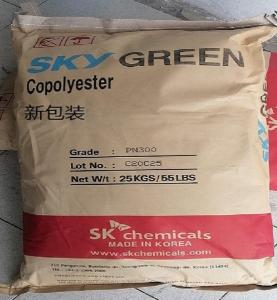 SKY GREEN
Copolyester
新包装
Grade : PN300
Lot No. : C20C25
Net W/t : 25KGS/55LBS
SK chemicals
MADE IN KOREA
www.skchemicals.com